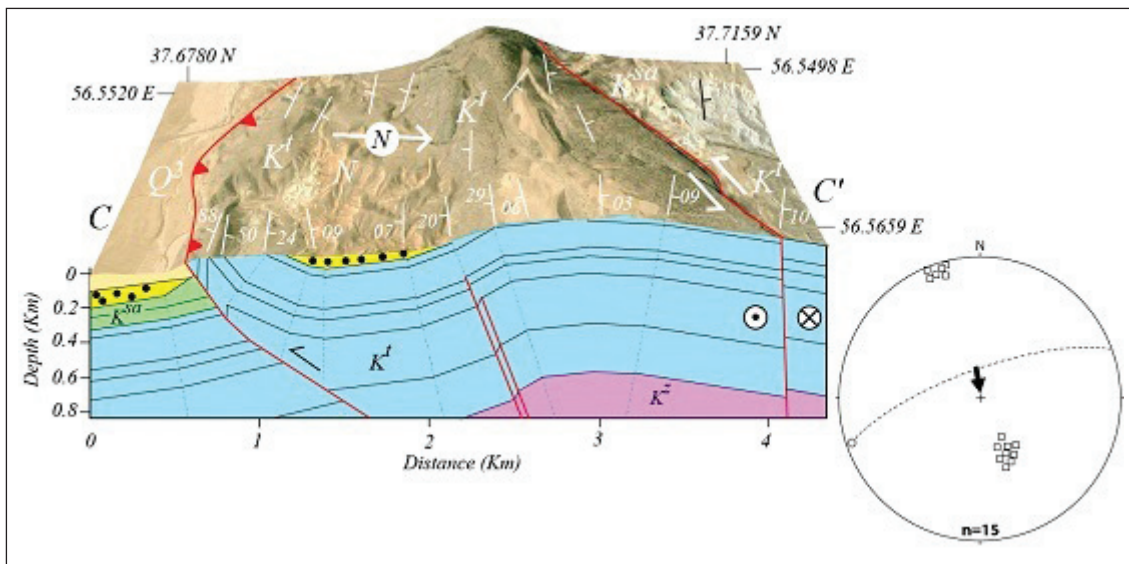 37.6780 N
37.7159 N
56.5520 E
56.5498 E
K^sa
K^t
N
K^t
Q^3
N
K^t
C
C'
88
50
24
09
07
20
29
06
03
09
10
56.5659 E
0
0.2
0.4
0.6
0.8
Depth (Km)
K^sa
K^t
K^z
0
1
2
3
4
Distance (Km)
N
n=15